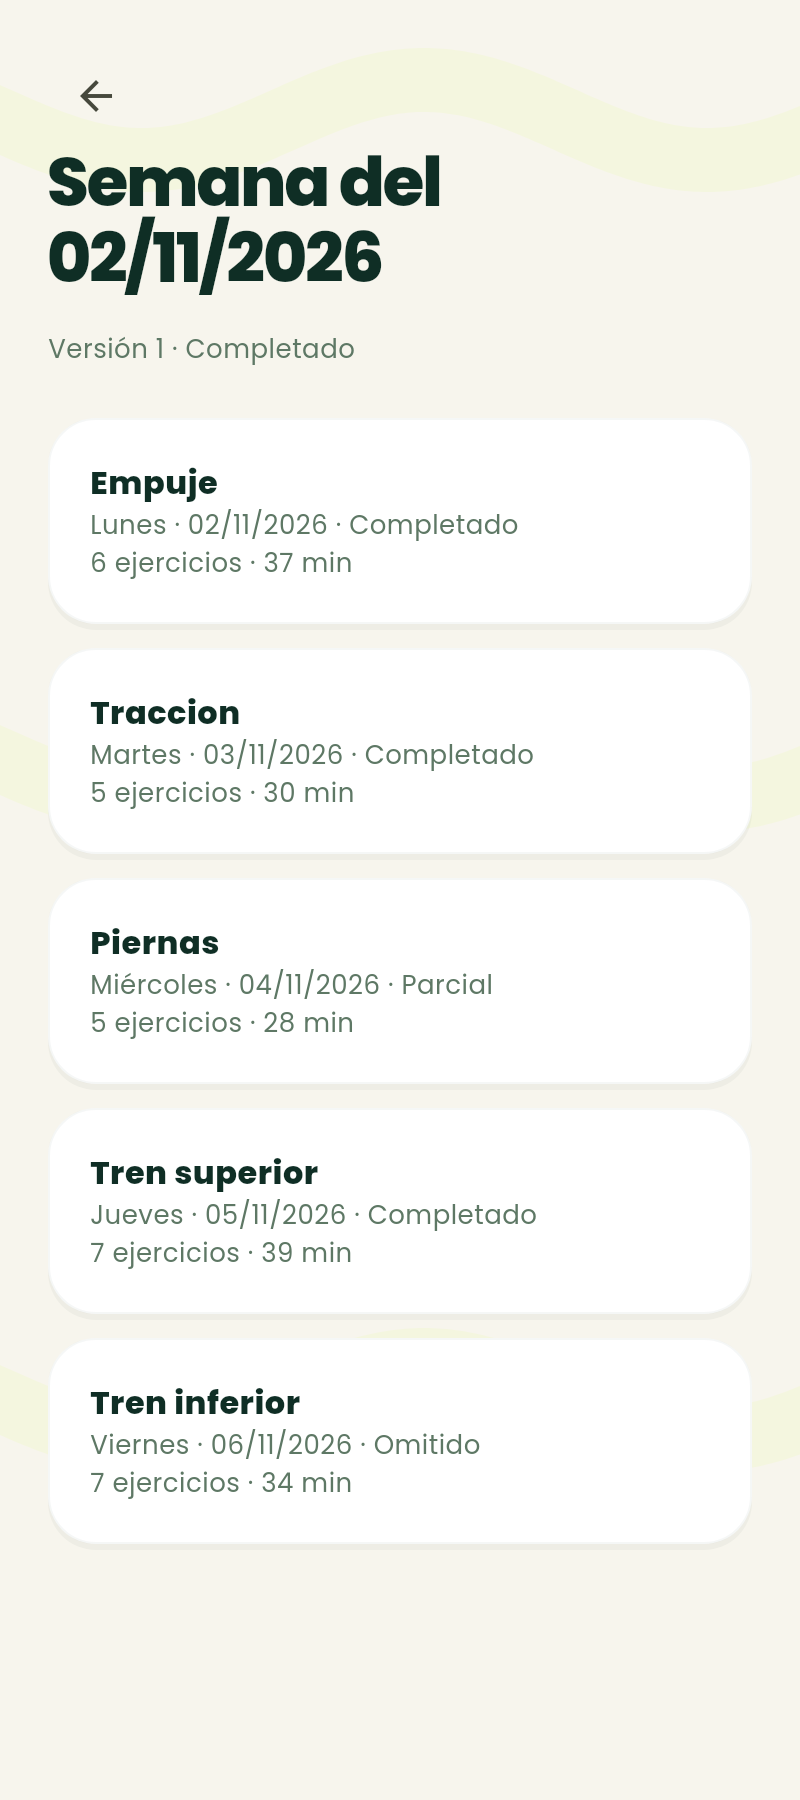 Semana del
02/11/2026
Versión 1 · Completado
Empuje
Lunes · 02/11/2026 · Completado
6 ejercicios · 37 min
Traccion
Martes · 03/11/2026 · Completado
5 ejercicios · 30 min
Piernas
Miércoles · 04/11/2026 · Parcial
5 ejercicios · 28 min
Tren superior
Jueves · 05/11/2026 · Completado
7 ejercicios · 39 min
Tren inferior
Viernes · 06/11/2026 · Omitido
7 ejercicios · 34 min